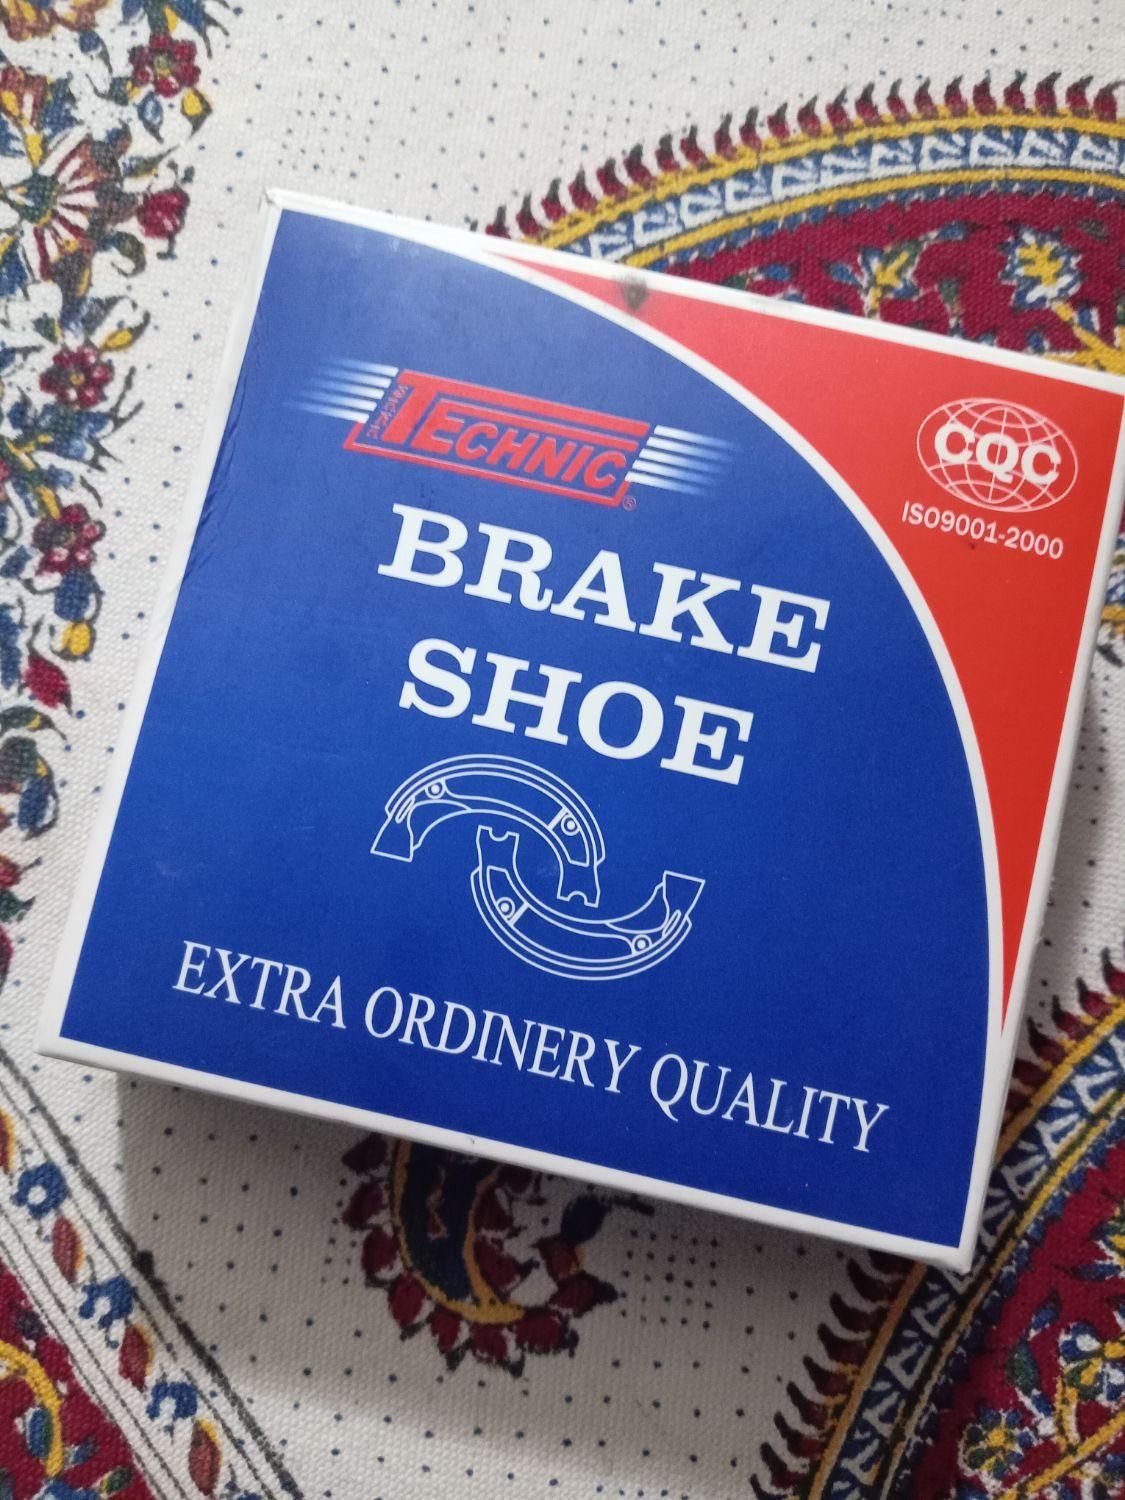 TECHNIC
BRAKE
SHOE
EXTRA ORDINERY QUALITY
CQC
ISO9001-2000